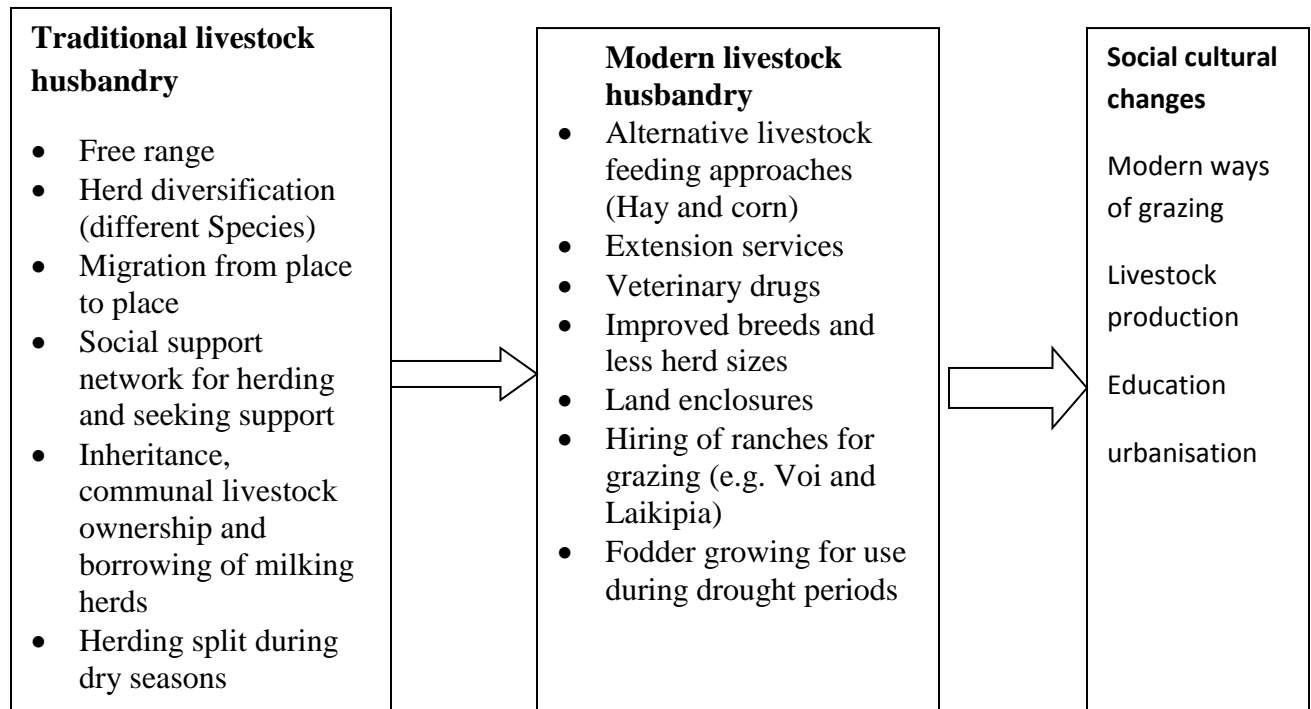 Traditional livestock
husbandry
• Free range
• Herd diversification
(different Species)
• Migration from place
to place
• Social support
network for herding
and seeking support
• Inheritance,
communal livestock
ownership and
borrowing of milking
herds
• Herding split during
dry seasons
Modern livestock
husbandry
• Alternative livestock
feeding approaches
(Hay and corn)
• Extension services
• Veterinary drugs
• Improved breeds and
less herd sizes
• Land enclosures
• Hiring of ranches for
grazing (e.g. Voi and
Laikipia)
• Fodder growing for use
during drought periods
Social cultural
changes
Modern ways
of grazing
Livestock
production
Education
urbanisation